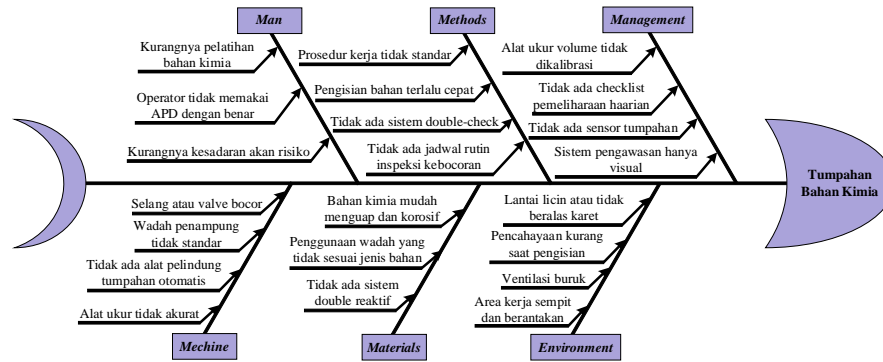 Man
Methods
Management
Kurangnya pelatihan
bahan kimia
Operator tidak memakai
APD dengan benar
Kurangnya kesadaran akan risiko
Prosedur kerja tidak standar
Pengisian bahan terlalu cepat
Tidak ada sistem double-check
Tidak ada jadwal rutin
inspeksi kebocoran
Alat ukur volume tidak
dikalibrasi
Tidak ada checklist
pemeliharaan haarian
Tidak ada sensor tumpahan
Sistem pengawasan hanya
visual
Tumpahan
Bahan Kimia
Selang atau valve bocor
Wadah penampung
tidak standar
Tidak ada alat pelindung
tumpahan otomatis
Alat ukur tidak akurat
Bahan kimia mudah
menguap dan korosif
Penggunaan wadah yang
tidak sesuai jenis bahan
Tidak ada sistem
double reaktif
Lantai licin atau tidak
beralas karet
Pencahayaan kurang
saat pengisian
Ventilasi buruk
Area kerja sempit
dan berantakan
Mechine
Materials
Environment